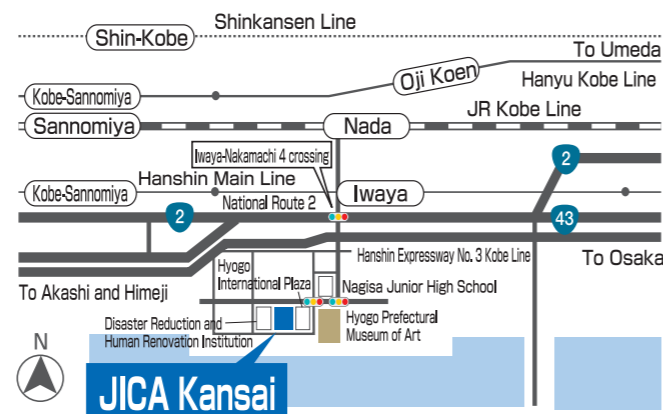 Shinkansen Line
Shin-Kobe
To Umeda
Oji Koen
Hanyu Kobe Line
Kobe-Sannomiya
JR Kobe Line
Sannomiya
Nada
Iwaya-Nakamachi 4 crossing
2
Hanshin Main Line
Kobe-Sannomiya
Iwaya
National Route 2
2
43
Hanshin Expressway No. 3 Kobe Line
To Osaka
Hyogo
International Plaza
Nagisa Junior High School
To Akashi and Himeji
Disaster Reduction and
Human Renovation Institution
Hyogo Prefectural
Museum of Art
N
JICA Kansai